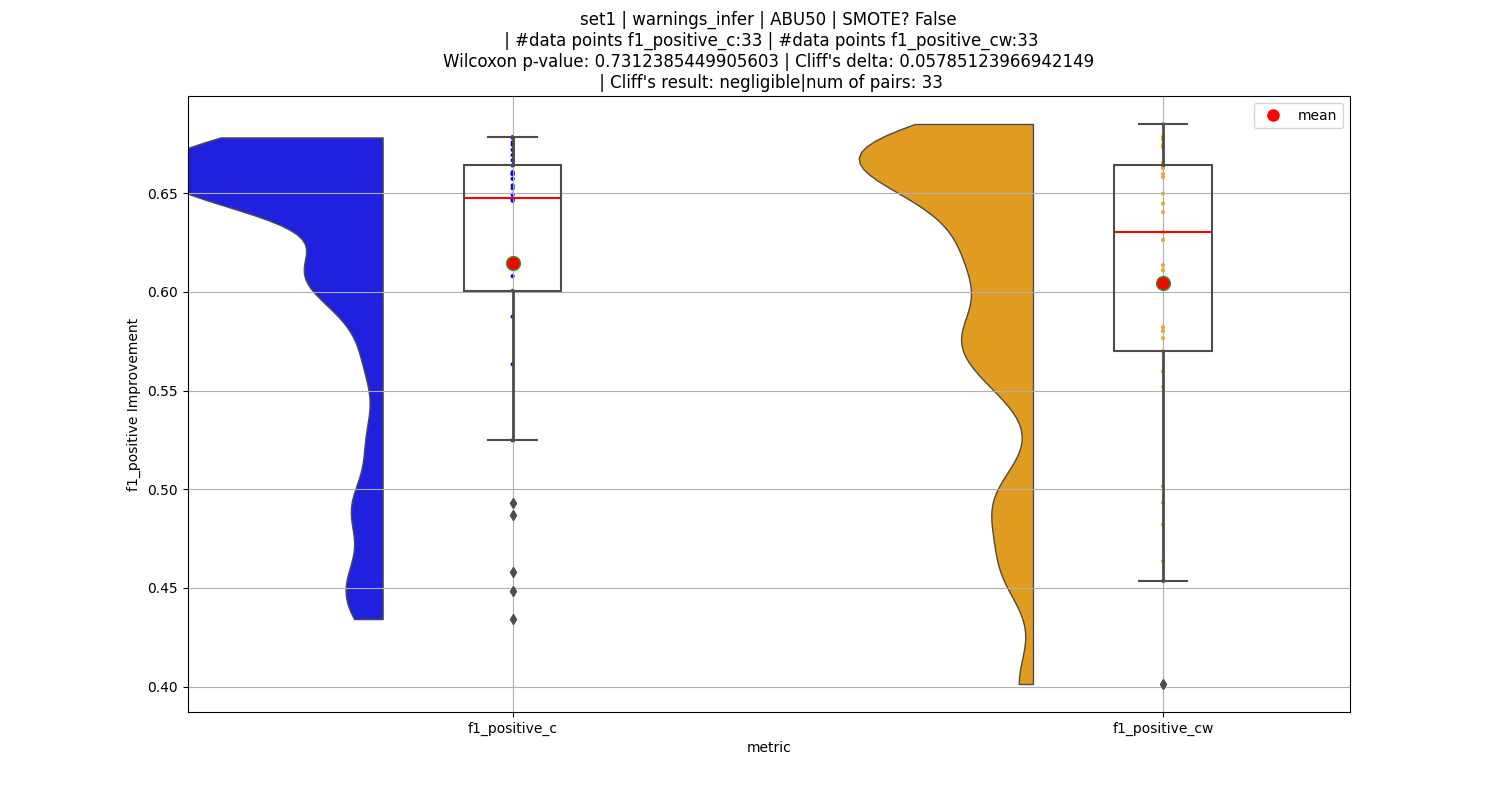 set1 | warnings_infer | ABU50 | SMOTE? False
| #data points f1_positive_c:33 | #data points f1_positive_cw:33
Wilcoxon p-value: 0.7312385449905603 | Cliff's delta: 0.05785123966942149
| Cliff's result: negligible|num of pairs: 33
mean
0.65
0.60
0.55
0.50
0.45
0.40
f1_positive Improvement
f1_positive_c
f1_positive_cw
metric